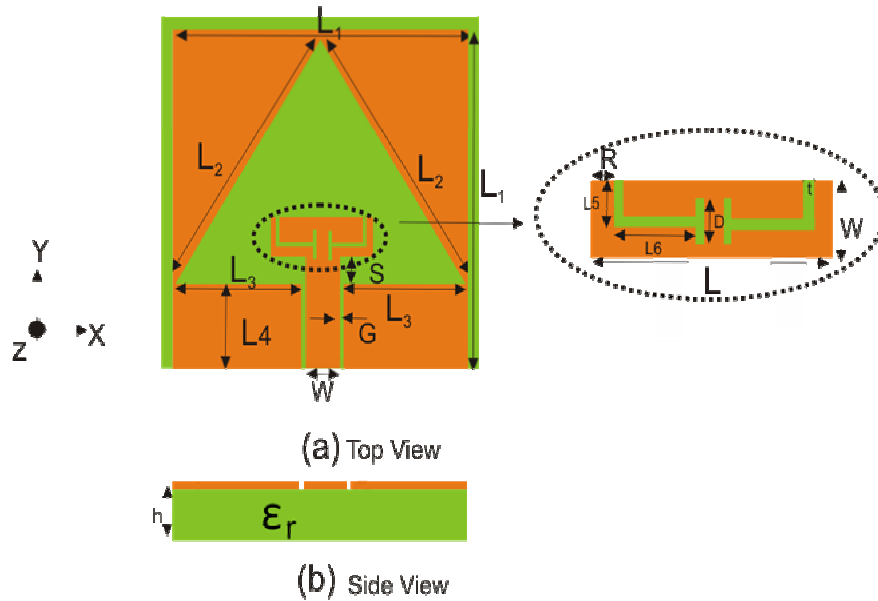 L1
L2
L2
L1
R
L5
t
D
W
L6
L
Y
X
Z
L3
S
L3
L4
G
W
(a) Top View
h
εr
(b) Side View